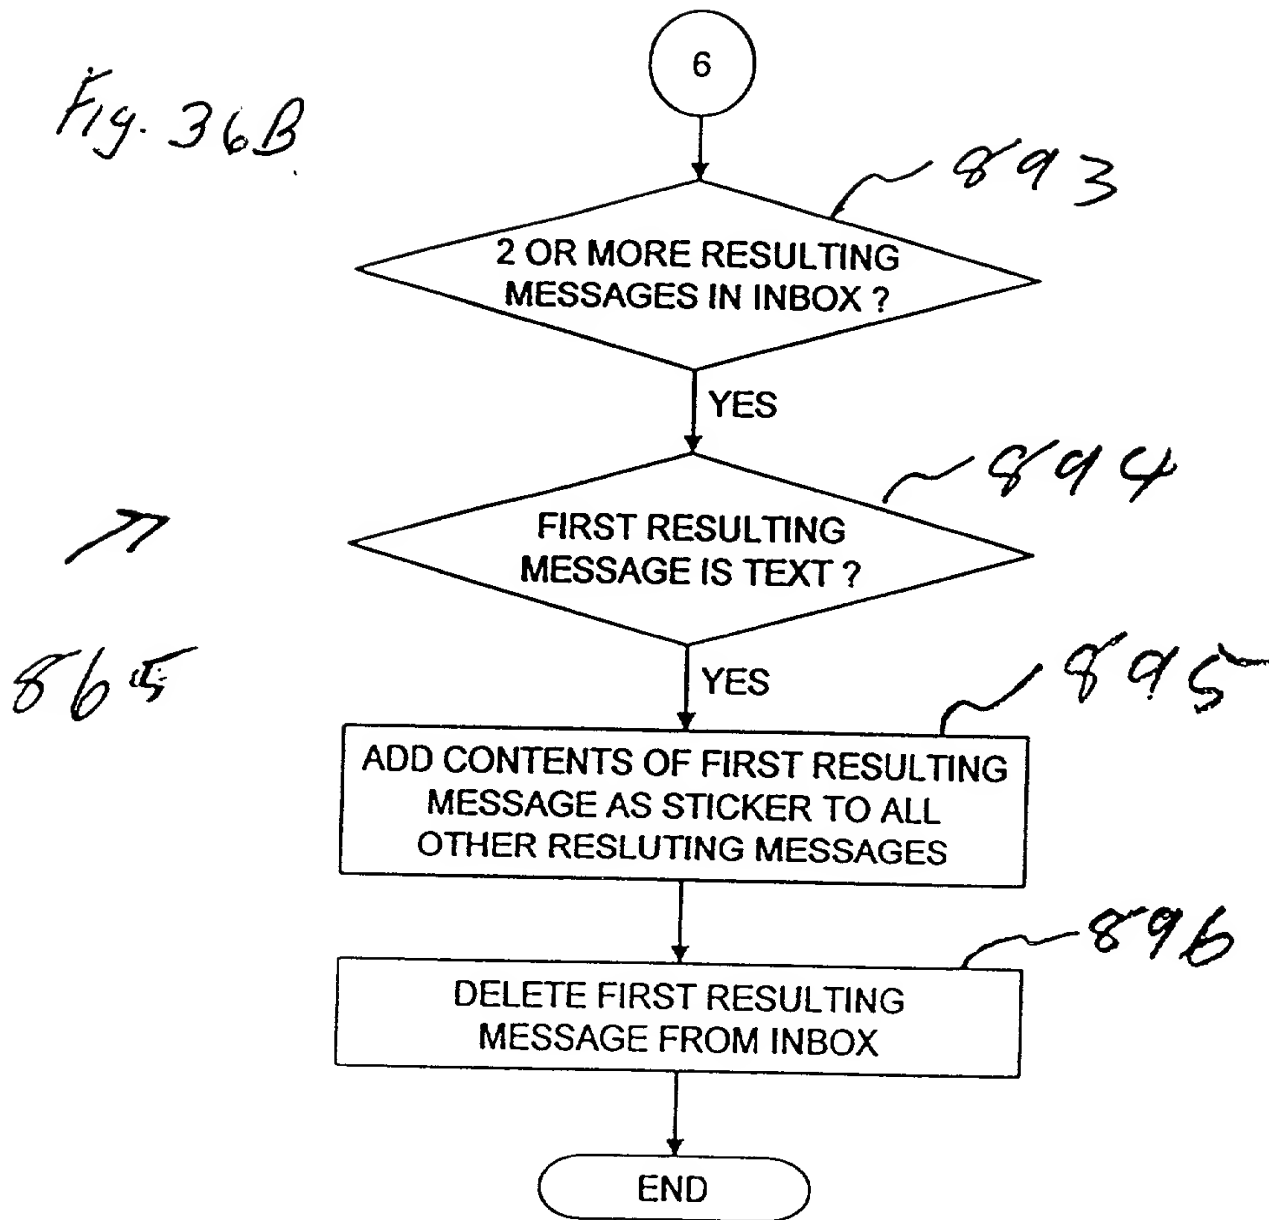 6
Fig. 36B
893
2 OR MORE RESULTING
MESSAGES IN INBOX ?
YES
894
FIRST RESULTING
MESSAGE IS TEXT ?
865
YES
895
ADD CONTENTS OF FIRST RESULTING
MESSAGE AS STICKER TO ALL
OTHER RESLUTING MESSAGES
896
DELETE FIRST RESULTING
MESSAGE FROM INBOX
END